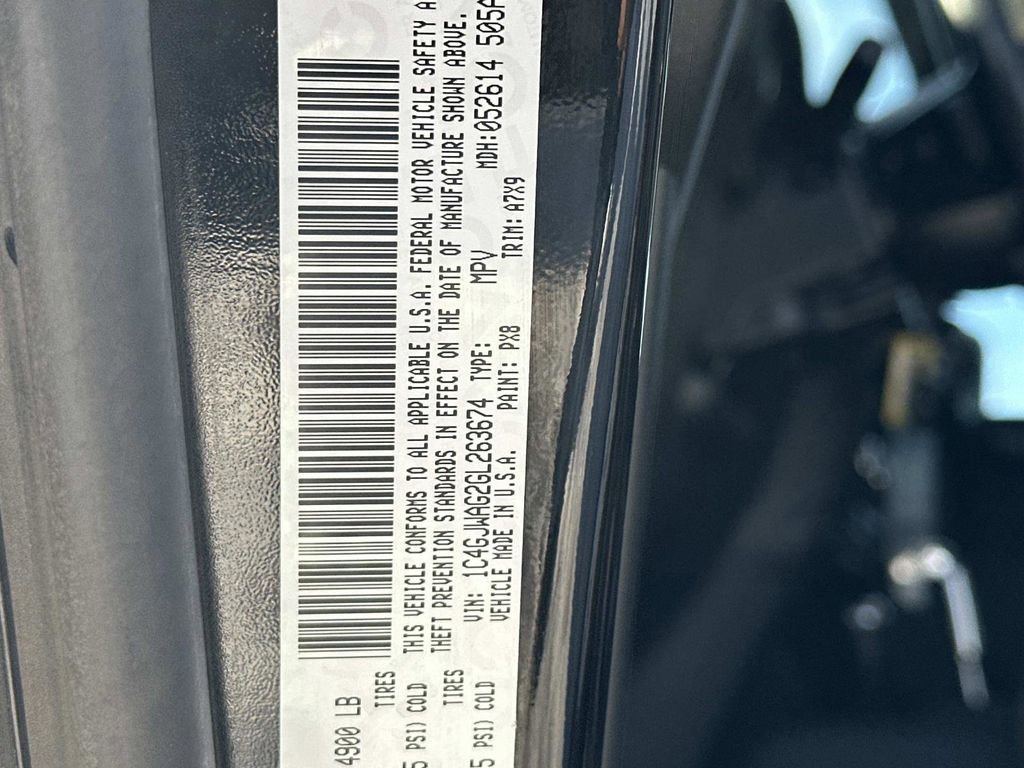 4900 LB
TIRES
5 PSI) COLD
THIS VEHICLE CONFORMS TO ALL APPLICABLE U.S.A. FEDERAL MOTOR VEHICLE SAFETY A
THEFT PREVENTION STANDARDS IN EFFECT ON THE DATE OF MANUFACTURE SHOWN ABOVE.
TIRES VIN: 1C4GJWAG2GL263674 TYPE: MPV MDH:052614 505A
5 PSI) COLD VEHICLE MADE IN U.S.A. PAINT: PX8 TRIM: A7X9